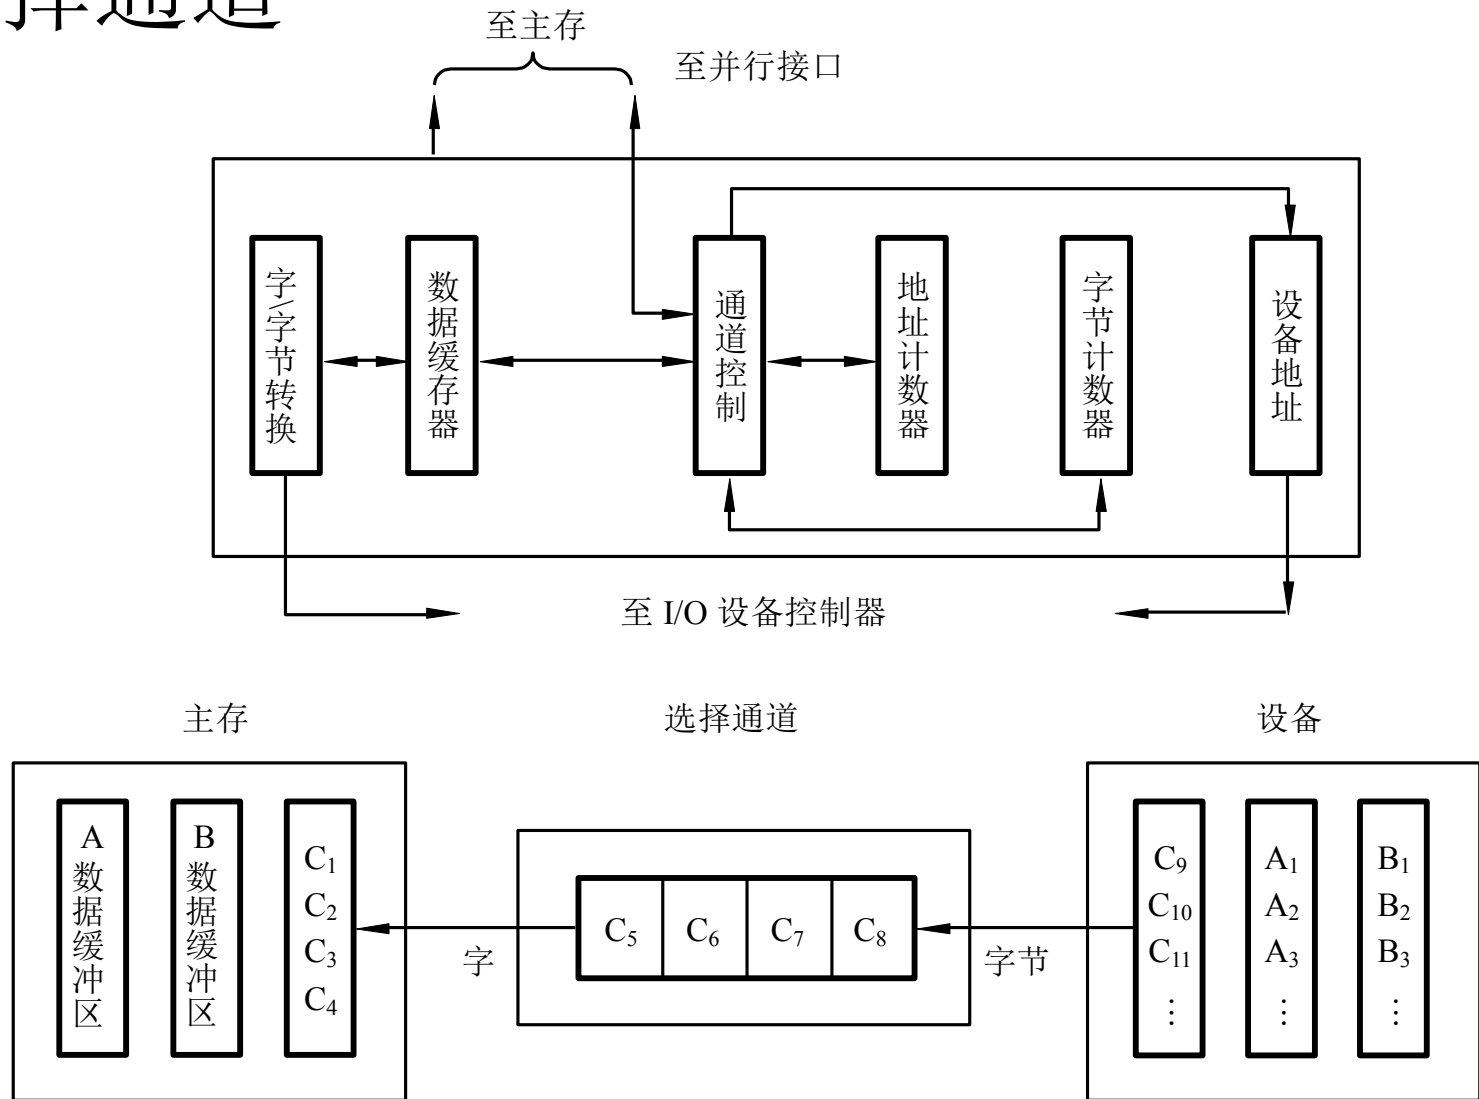 择通道
至主存
至并行接口
字\字节转换
数据缓存器
通道控制
地址计数器
字节计数器
设备地址
至 I/O 设备控制器
主存
选择通道
设备
A数据缓冲区
B数据缓冲区
C₁
C₂
C₃
C₄
字
C₅ C₆ C₇ C₈
字节
C₉
C₁₀
C₁₁
⋮
A₁
A₂
A₃
⋮
B₁
B₂
B₃
⋮